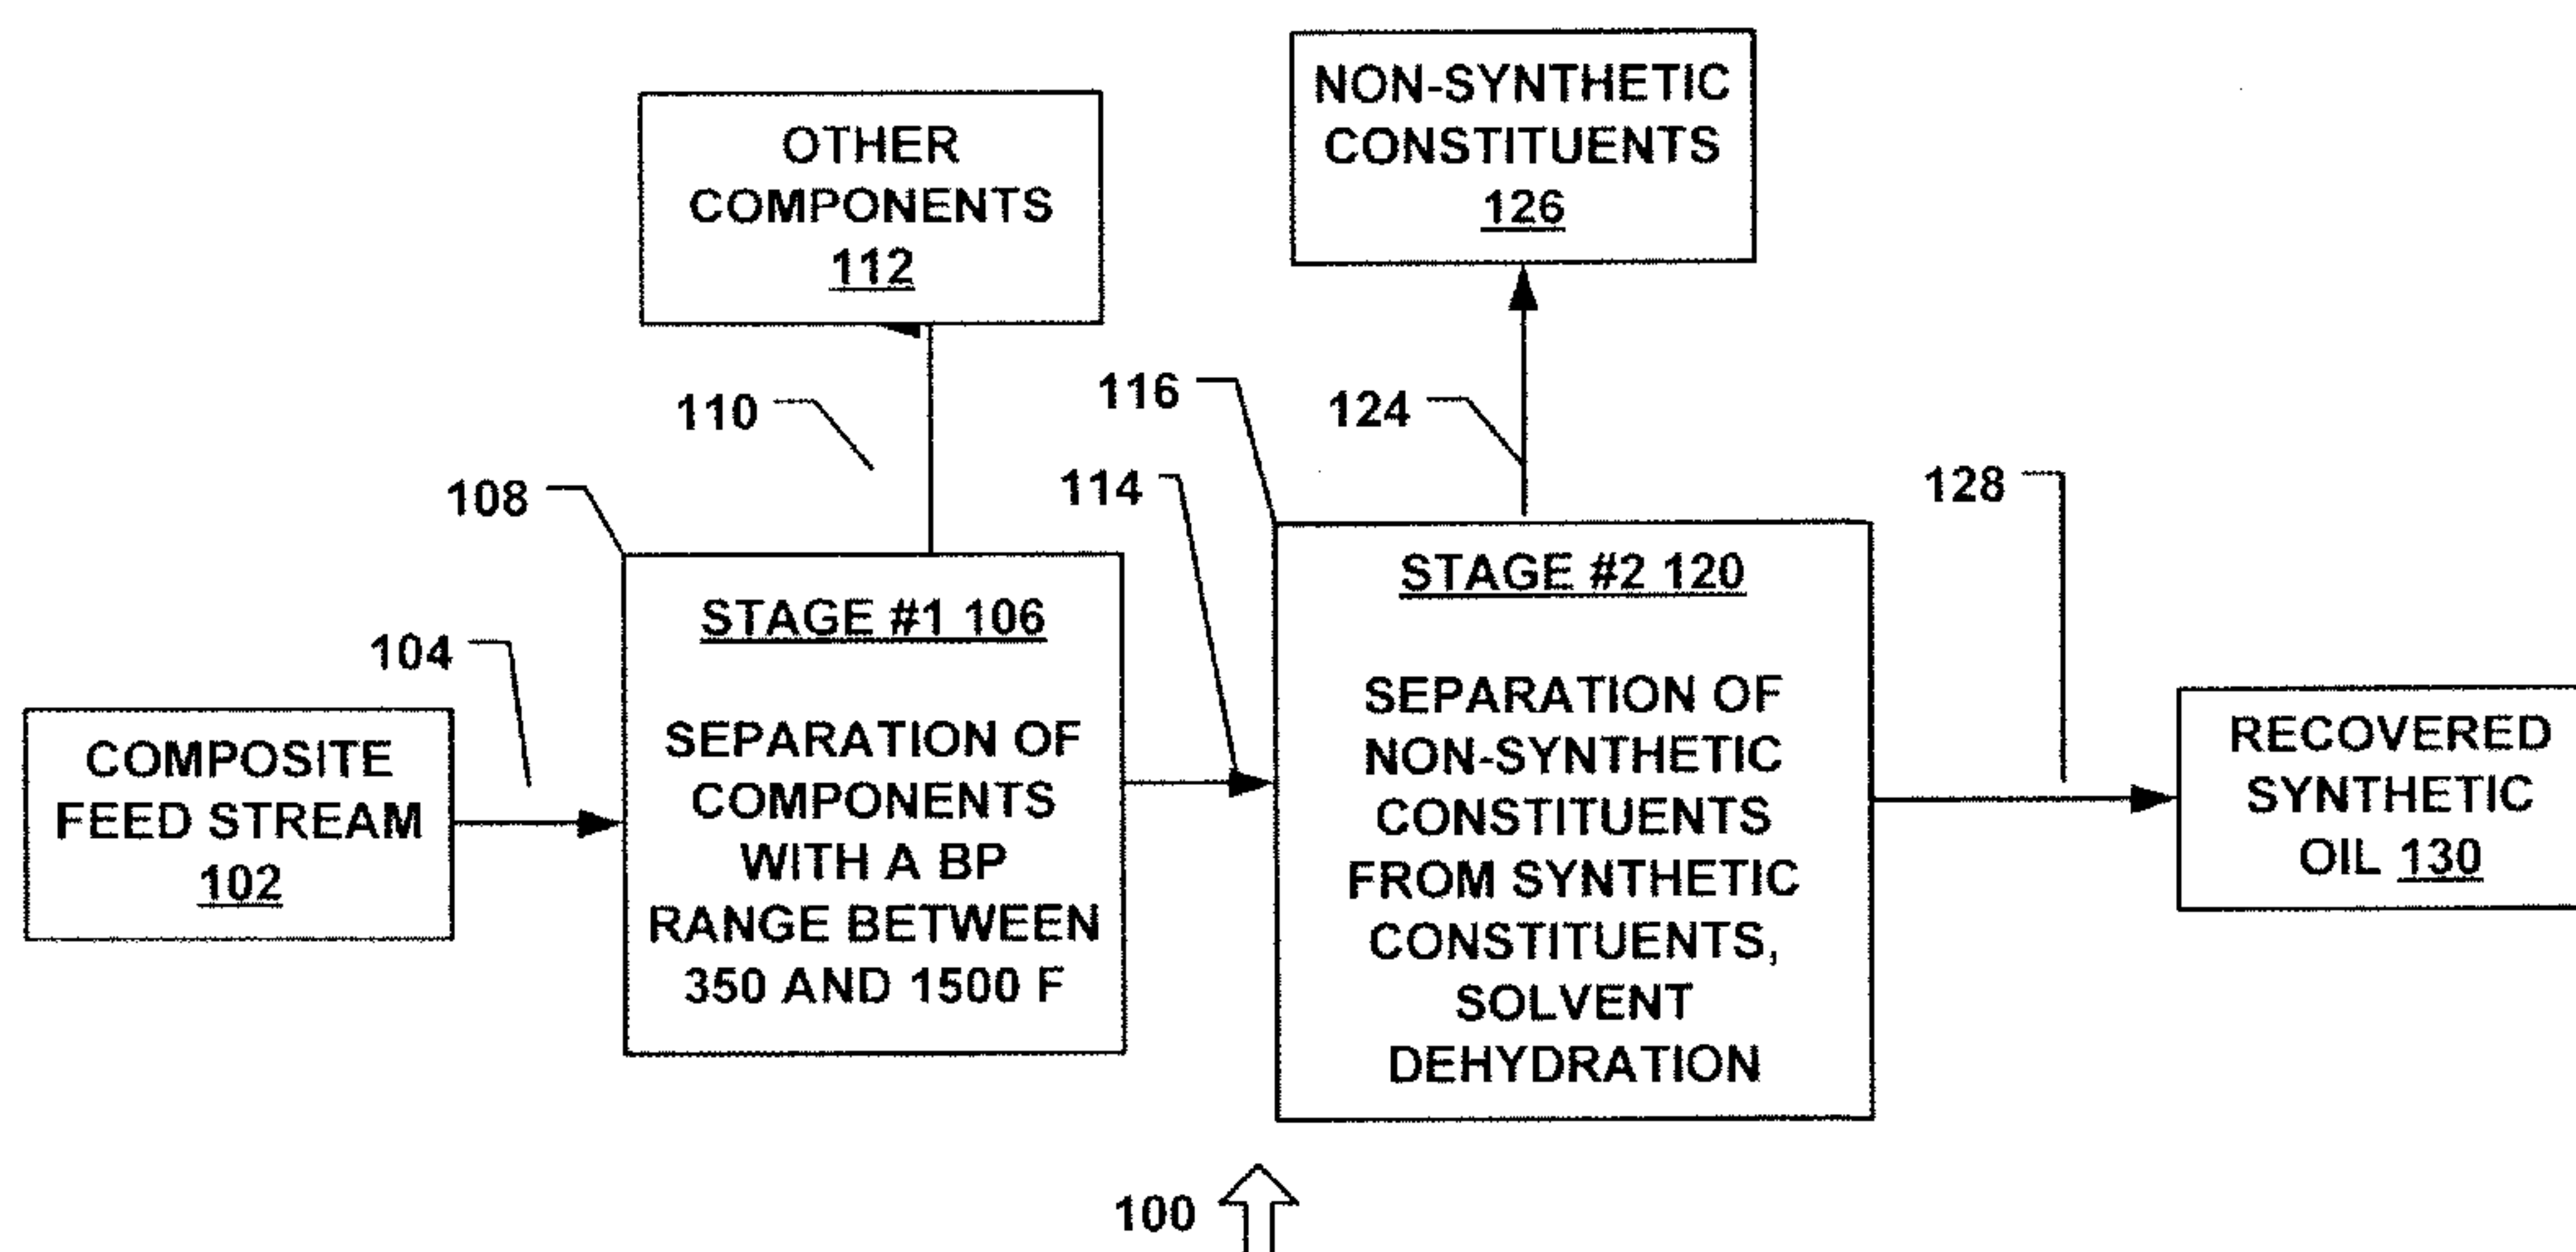 NON-SYNTHETIC
CONSTITUENTS
126
OTHER
COMPONENTS
112
110
116
124
108
114
128
104
COMPOSITE
FEED STREAM
102
STAGE #1 106
SEPARATION OF
COMPONENTS
WITH A BP
RANGE BETWEEN
350 AND 1500 F
STAGE #2 120
SEPARATION OF
NON-SYNTHETIC
CONSTITUENTS
FROM SYNTHETIC
CONSTITUENTS,
SOLVENT
DEHYDRATION
RECOVERED
SYNTHETIC
OIL 130
100